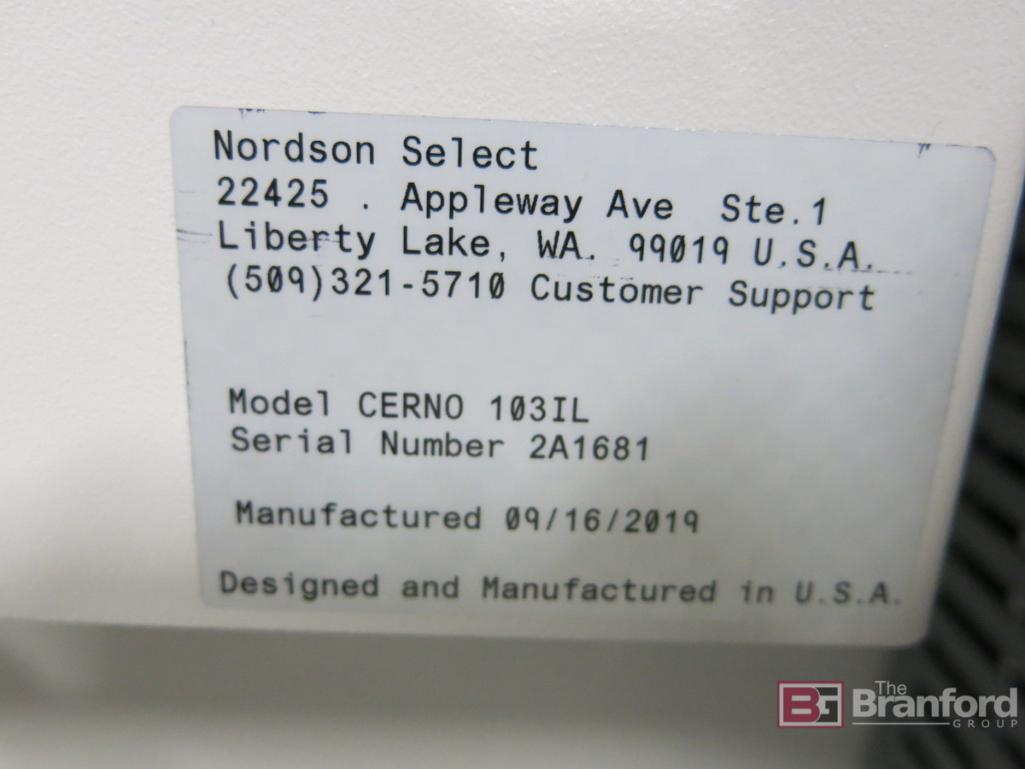 Nordson Select
22425 . Appleway Ave Ste.1
Liberty Lake, WA. 99019 U.S.A.
(509)321-5710 Customer Support
Model CERNO 103IL
Serial Number 2A1681
Manufactured 09/16/2019
Designed and Manufactured in U.S.A.
BG The Branford GROUP